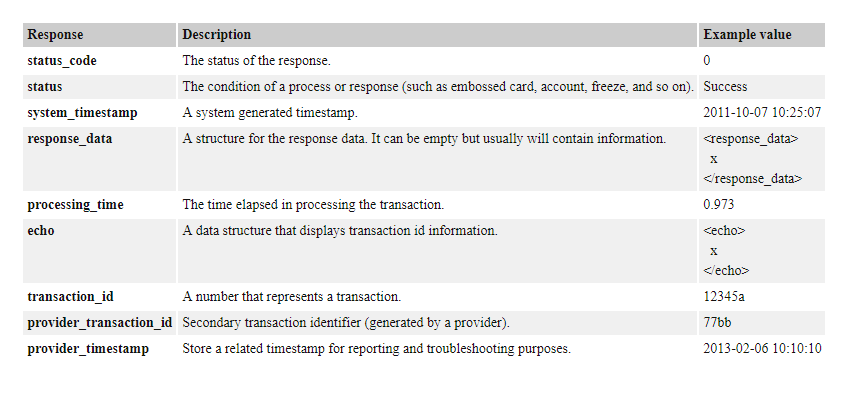 Response Description Example value
status_code The status of the response. 0
status The condition of a process or response (such as embossed card, account, freeze, and so on). Success
system_timestamp A system generated timestamp. 2011-10-07 10:25:07
response_data A structure for the response data. It can be empty but usually will contain information. <response_data>
x
</response_data>
processing_time The time elapsed in processing the transaction. 0.973
echo A data structure that displays transaction id information. <echo>
x
</echo>
transaction_id A number that represents a transaction. 12345a
provider_transaction_id Secondary transaction identifier (generated by a provider). 77bb
provider_timestamp Store a related timestamp for reporting and troubleshooting purposes. 2013-02-06 10:10:10